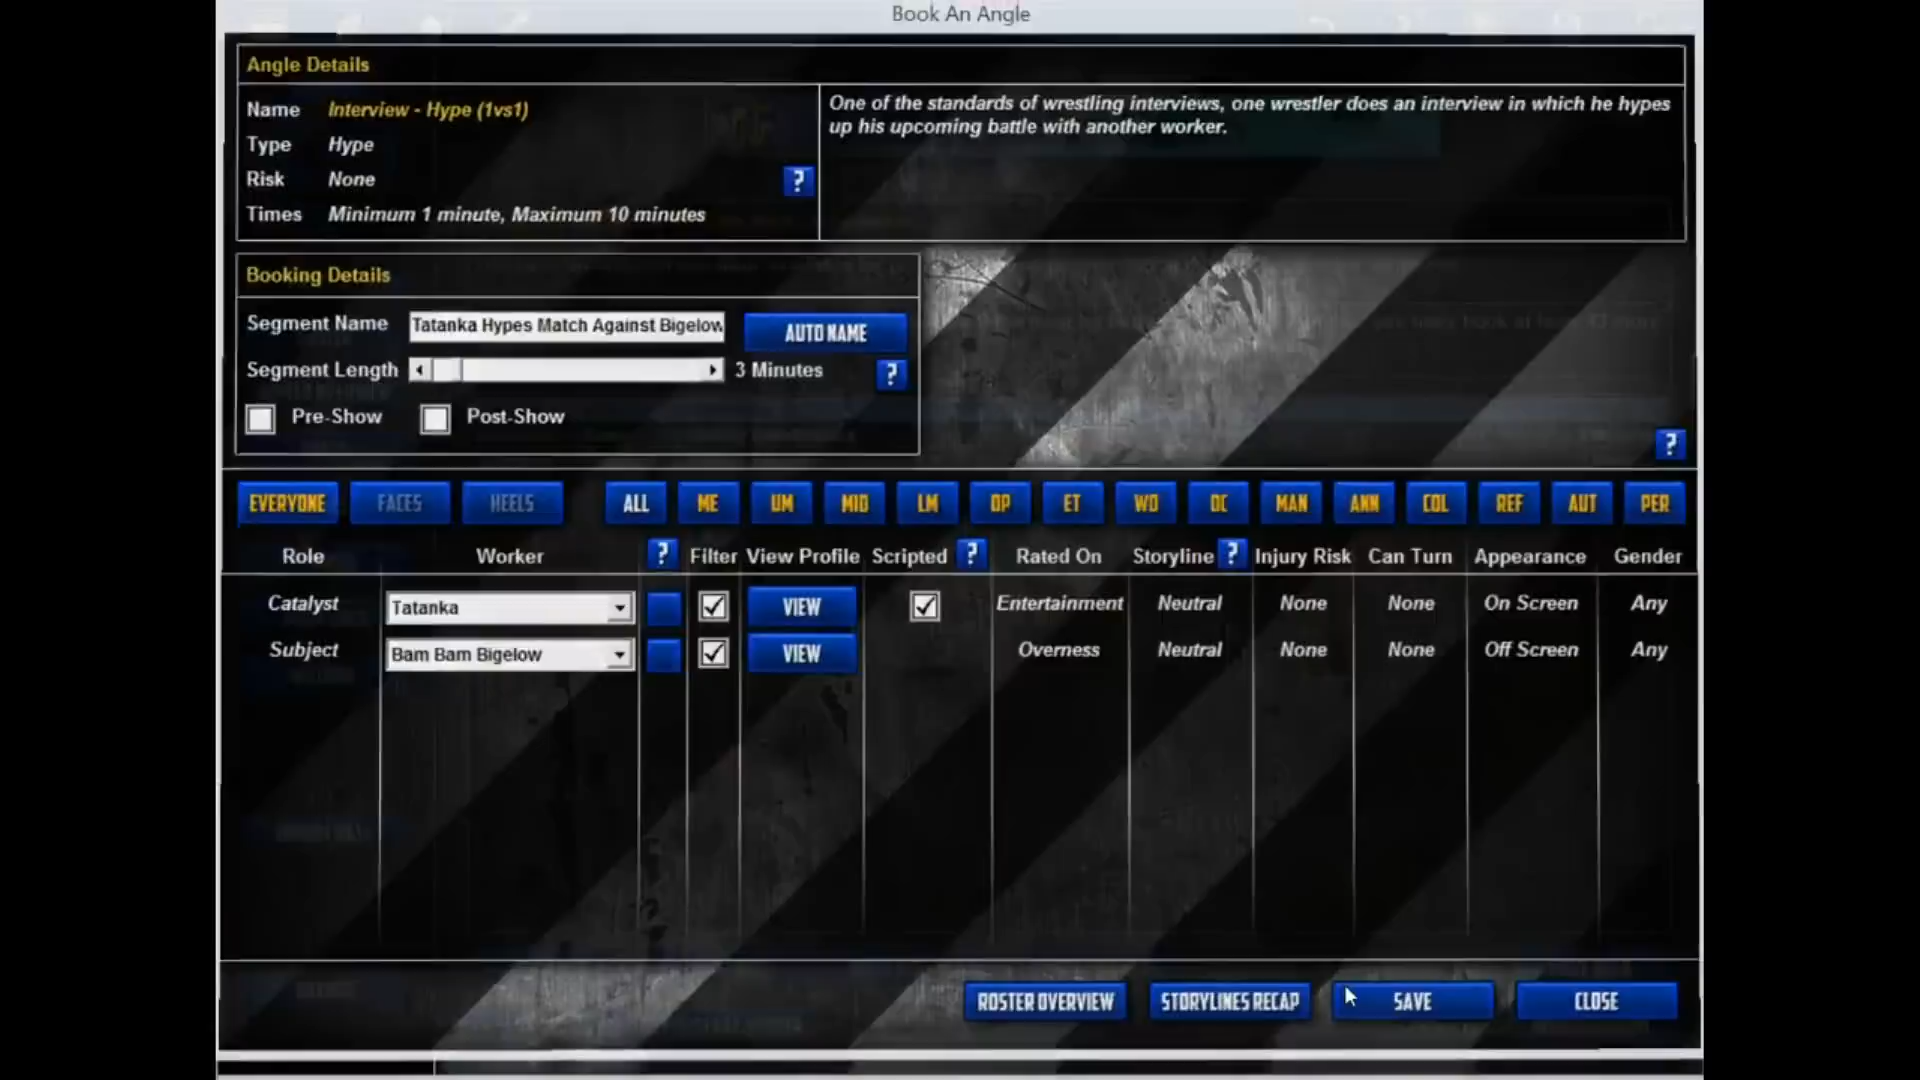 Book An Angle
Angle Details
Name Interview - Hype (1vs1)
Type Hype
Risk None
?
Times Minimum 1 minute, Maximum 10 minutes
One of the standards of wrestling interviews, one wrestler does an interview in which he hypes
up his upcoming battle with another worker.
Booking Details
Segment Name Tatanka Hypes Match Against Bigelow AUTO NAME
Segment Length 3 Minutes ?
Pre-Show Post-Show
?
EVERYONE FACES HEELS ALL ME UM MID LM OP ET WO OC MAN ANN COL REF AUT PER
Role Worker ? Filter View Profile Scripted ? Rated On Storyline ? Injury Risk Can Turn Appearance Gender
Catalyst Tatanka VIEW Entertainment Neutral None None On Screen Any
Subject Bam Bam Bigelow VIEW Overness Neutral None None Off Screen Any
ROSTER OVERVIEW STORYLINES RECAP SAVE CLOSE